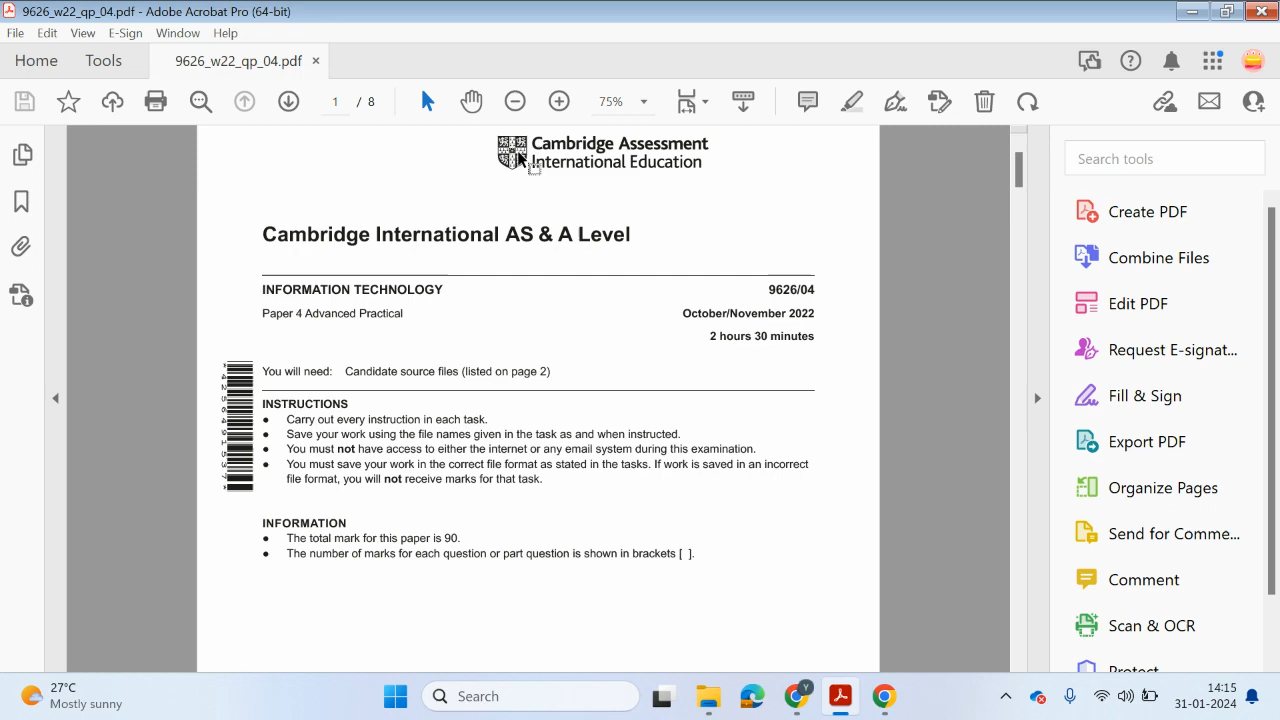 9626_w22_qp_04.pdf - Adobe Acrobat Pro (64-bit)
File Edit View E-Sign Window Help
Home Tools 9626_w22_qp_04.pdf ×
1 / 8 75%
Cambridge Assessment
International Education
Cambridge International AS & A Level
INFORMATION TECHNOLOGY 9626/04
Paper 4 Advanced Practical October/November 2022
2 hours 30 minutes
You will need: Candidate source files (listed on page 2)
INSTRUCTIONS
● Carry out every instruction in each task.
● Save your work using the file names given in the task as and when instructed.
● You must not have access to either the internet or any email system during this examination.
● You must save your work in the correct file format as stated in the tasks. If work is saved in an incorrect
file format, you will not receive marks for that task.
INFORMATION
● The total mark for this paper is 90.
● The number of marks for each question or part question is shown in brackets [ ].
Search tools
Create PDF
Combine Files
Edit PDF
Request E-signat...
Fill & Sign
Export PDF
Organize Pages
Send for Comme...
Comment
Scan & OCR
Protect
27°C
Mostly sunny
Search
Y
14:15
31-01-2024